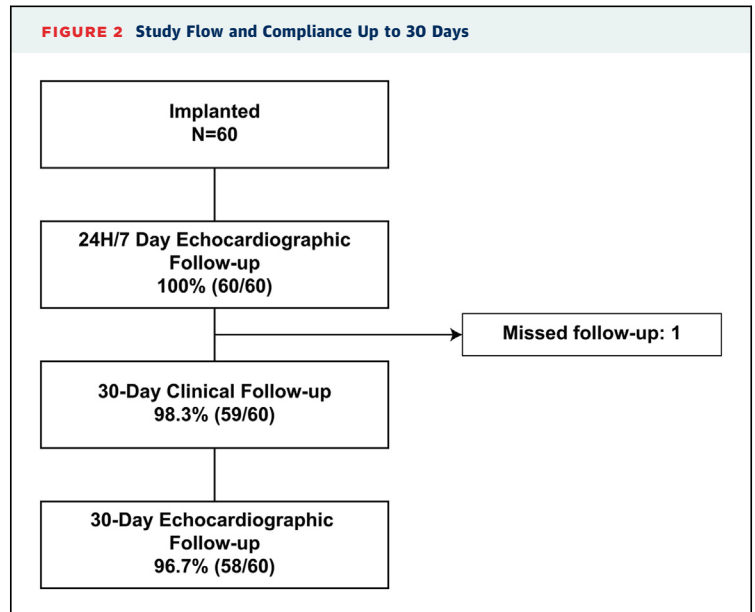 FIGURE 2 Study Flow and Compliance Up to 30 Days
Implanted
N=60
24H/7 Day Echocardiographic
Follow-up
100% (60/60)
Missed follow-up: 1
30-Day Clinical Follow-up
98.3% (59/60)
30-Day Echocardiographic
Follow-up
96.7% (58/60)